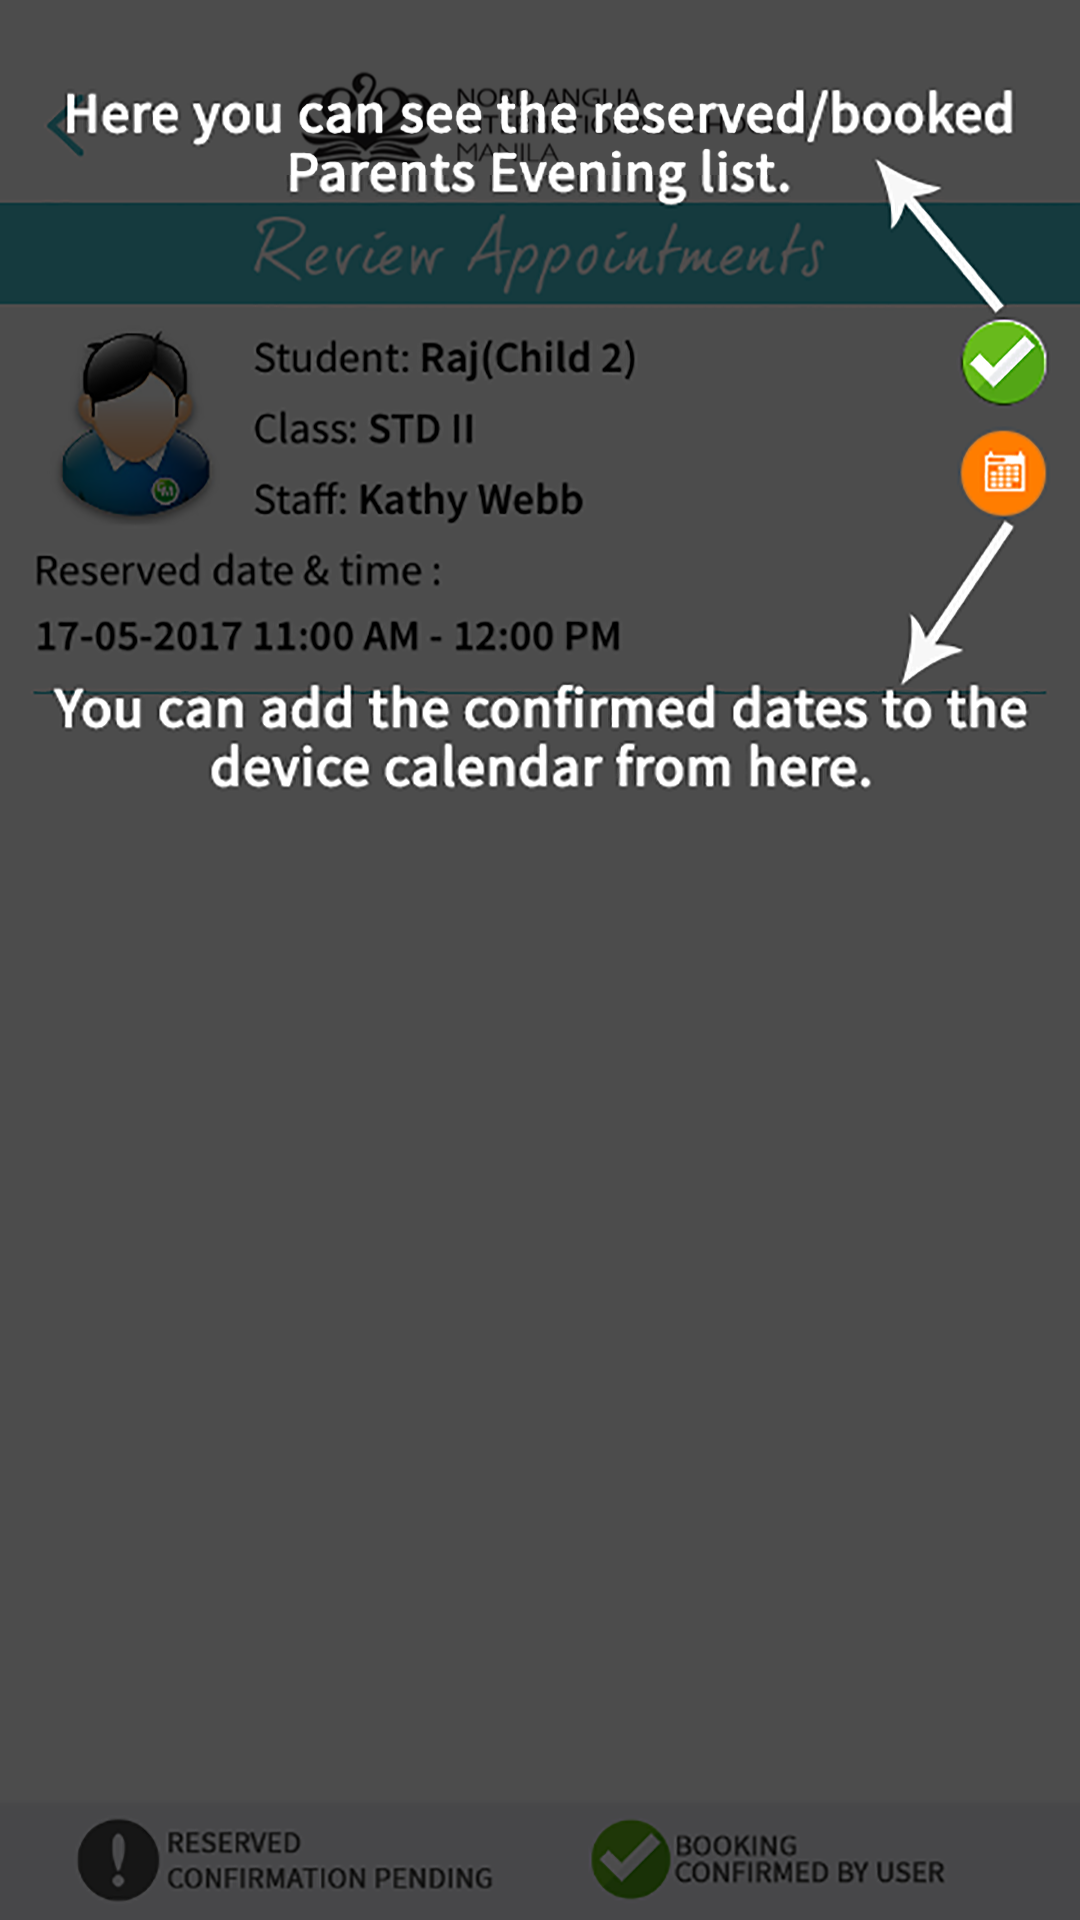 Here you can see the reserved/booked
Parents Evening list.
NORD ANGLIA
INTERNATIONAL SCHOOL
MANILA
Review Appointments
Student: Raj(Child 2)
Class: STD II
Staff: Kathy Webb
Reserved date & time :
17-05-2017 11:00 AM - 12:00 PM
You can add the confirmed dates to the
device calendar from here.
RESERVED
CONFIRMATION PENDING
BOOKING
CONFIRMED BY USER